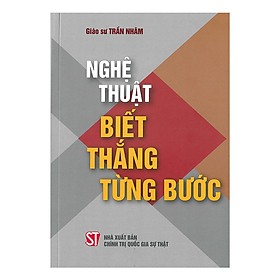 Giáo sư TRẦN NHÂM
NGHỆ
THUẬT
BIẾT
THẮNG
TỪNG BƯỚC
ST
NHÀ XUẤT BẢN
CHÍNH TRỊ QUỐC GIA SỰ THẬT